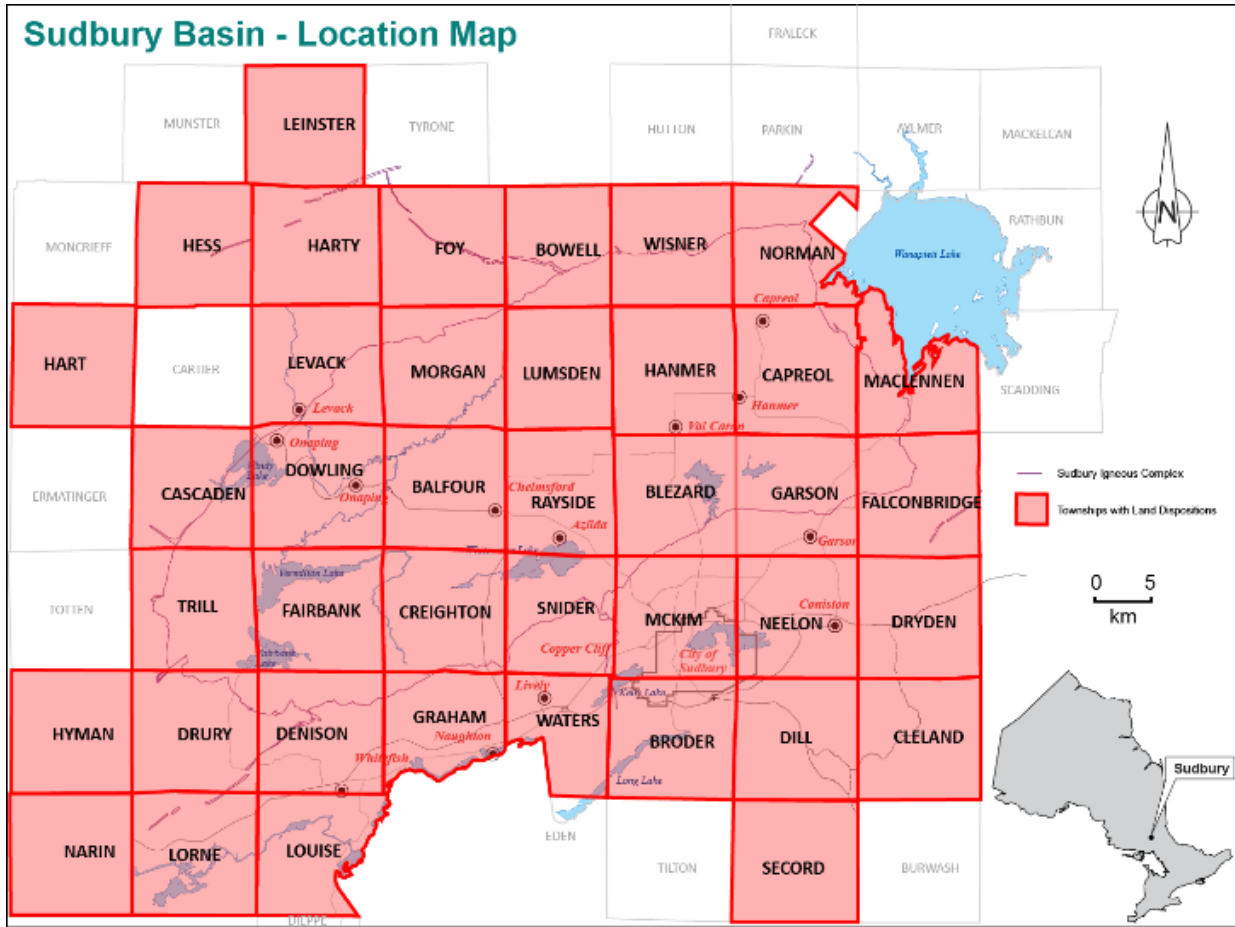 Sudbury Basin - Location Map
FRALECK
MUNSTER
LEINSTER
TYRONE
HUTTON
PARKIN
AYLMER
MACKELCAN
MONCRIEFF
HESS
HARTY
FOY
BOWELL
WISNER
NORMAN
RATHBUN
Wanapitei Lake
N
Capreol
HART
CARTIER
LEVACK
MORGAN
LUMSDEN
HANMER
CAPREOL
MACLENNEN
SCADDING
Levack
Hanmer
Val Caron
Onaping
Windy
Lake
ERMATINGER
CASCADEN
DOWLING
Onaping
BALFOUR
Chelmsford
RAYSIDE
BLEZARD
GARSON
FALCONBRIDGE
Sudbury Igneous Complex
Townships with Land Dispositions
Azilda
Garson
Vermilion Lake
TOTTEN
TRILL
FAIRBANK
CREIGHTON
SNIDER
MCKIM
NEELON
Coniston
DRYDEN
0 5
km
Fairbank
Lake
Copper Cliff
City of
Sudbury
Lively
Kelly Lake
HYMAN
DRURY
DENISON
GRAHAM
Naughton
WATERS
BRODER
DILL
CLELAND
Whitefish
Long Lake
Sudbury
NARIN
LORNE
LOUISE
EDEN
TILTON
SECORD
BURWASH
DIEPPE